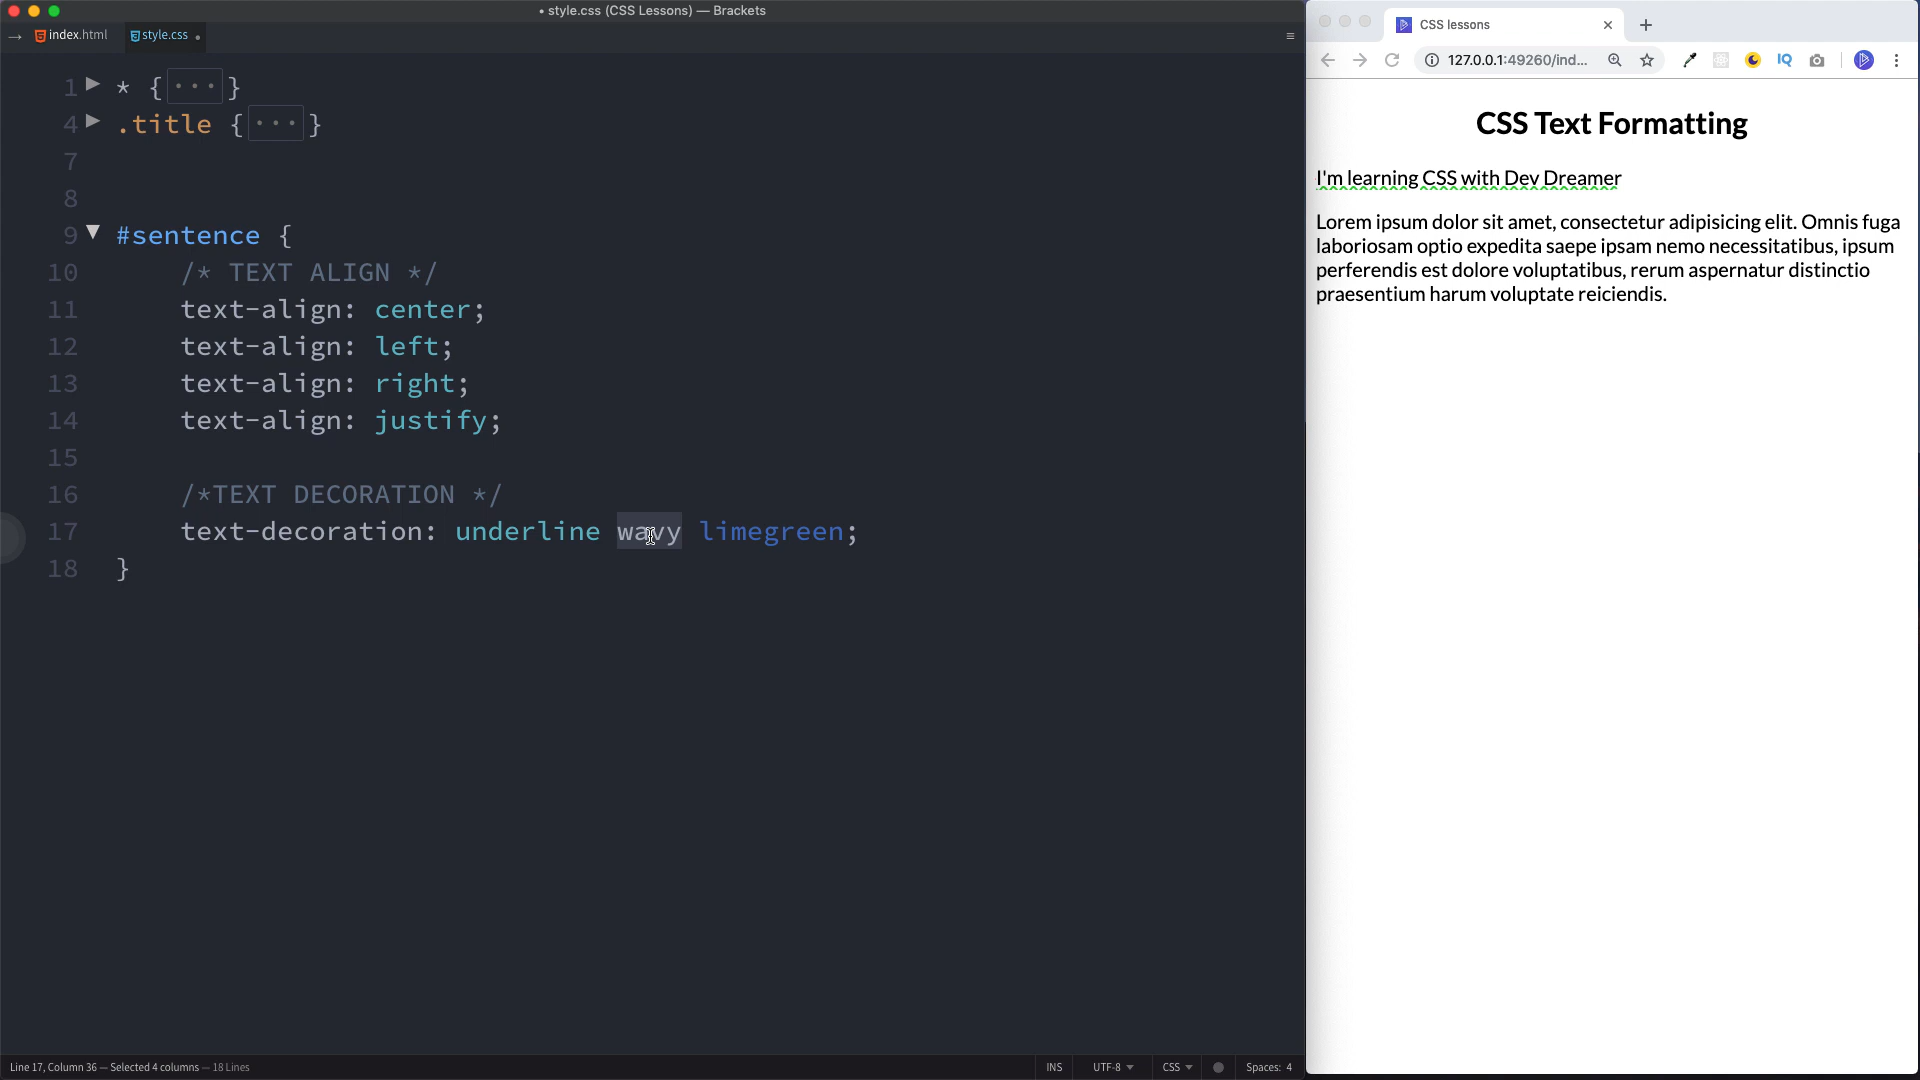 • style.css (CSS Lessons) — Brackets
index.html
style.css
1 * {···}
4 .title {···}
7
8
9 #sentence {
10 /* TEXT ALIGN */
11 text-align: center;
12 text-align: left;
13 text-align: right;
14 text-align: justify;
15
16 /*TEXT DECORATION */
17 text-decoration: underline wavy limegreen;
18 }
Line 17, Column 36 — Selected 4 columns — 18 Lines
INS
UTF-8
CSS
Spaces: 4
CSS lessons
127.0.0.1:49260/ind...
IQ
CSS Text Formatting
I'm learning CSS with Dev Dreamer
Lorem ipsum dolor sit amet, consectetur adipisicing elit. Omnis fuga
laboriosam optio expedita saepe ipsam nemo necessitatibus, ipsum
perferendis est dolore voluptatibus, rerum aspernatur distinctio
praesentium harum voluptate reiciendis.